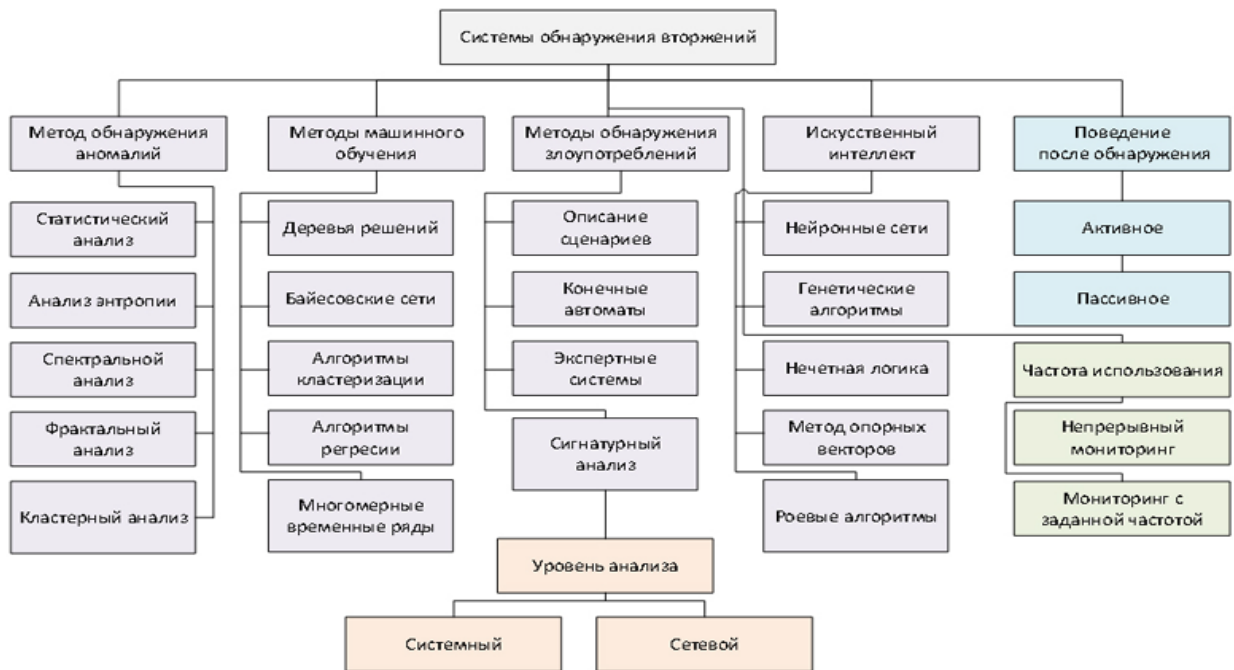 Системы обнаружения вторжений
Метод обнаружения
аномалий
Методы машинного
обучения
Методы обнаружения
злоупотреблений
Искусственный
интеллект
Поведение
после обнаружения
Статистический
анализ
Деревья решений
Описание
сценариев
Нейронные сети
Активное
Анализ энтропии
Байесовские сети
Конечные
автоматы
Генетические
алгоритмы
Пассивное
Спектральной
анализ
Алгоритмы
кластеризации
Экспертные
системы
Нечетная логика
Частота использования
Фрактальный
анализ
Алгоритмы
регрессии
Сигнатурный
анализ
Метод опорных
векторов
Непрерывный
мониторинг
Кластерный анализ
Многомерные
временные ряды
Роевые алгоритмы
Мониторинг с
заданной частотой
Уровень анализа
Системный
Сетевой